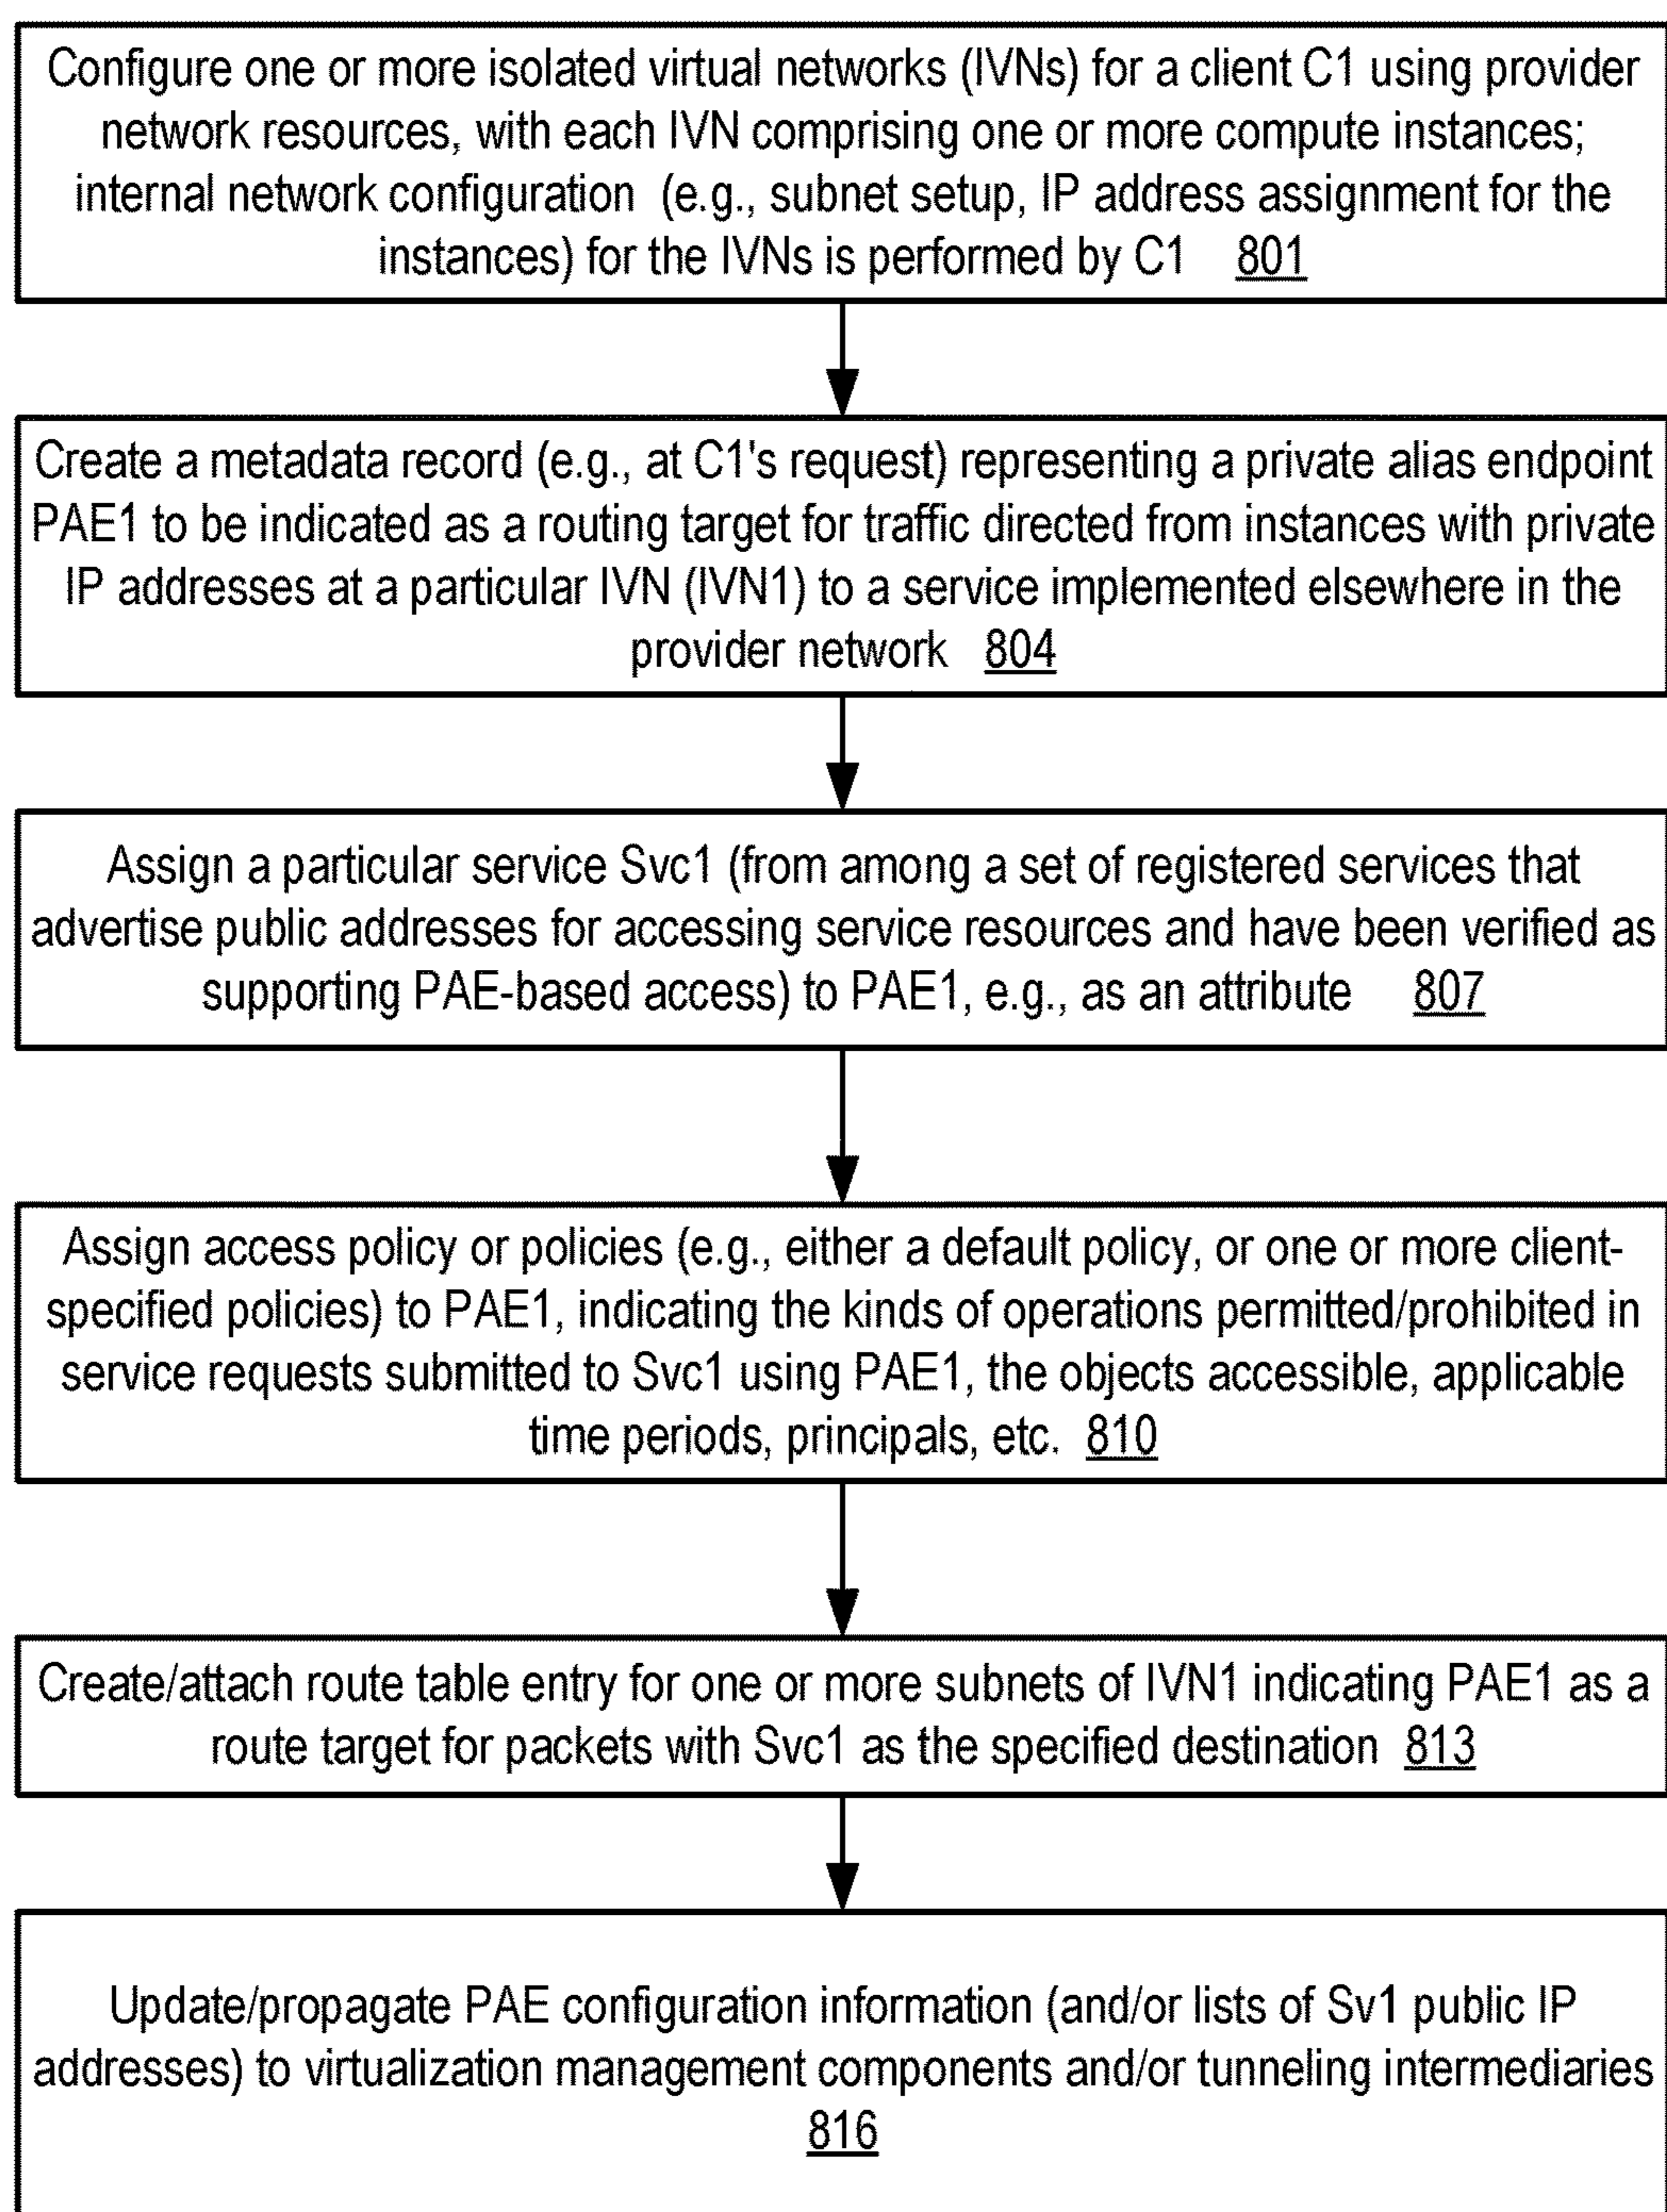 Configure one or more isolated virtual networks (IVNs) for a client C1 using provider
network resources, with each IVN comprising one or more compute instances;
internal network configuration (e.g., subnet setup, IP address assignment for the
instances) for the IVNs is performed by C1 801
Create a metadata record (e.g., at C1's request) representing a private alias endpoint
PAE1 to be indicated as a routing target for traffic directed from instances with private
IP addresses at a particular IVN (IVN1) to a service implemented elsewhere in the
provider network 804
Assign a particular service Svc1 (from among a set of registered services that
advertise public addresses for accessing service resources and have been verified as
supporting PAE-based access) to PAE1, e.g., as an attribute 807
Assign access policy or policies (e.g., either a default policy, or one or more client-
specified policies) to PAE1, indicating the kinds of operations permitted/prohibited in
service requests submitted to Svc1 using PAE1, the objects accessible, applicable
time periods, principals, etc. 810
Create/attach route table entry for one or more subnets of IVN1 indicating PAE1 as a
route target for packets with Svc1 as the specified destination 813
Update/propagate PAE configuration information (and/or lists of Sv1 public IP
addresses) to virtualization management components and/or tunneling intermediaries
816